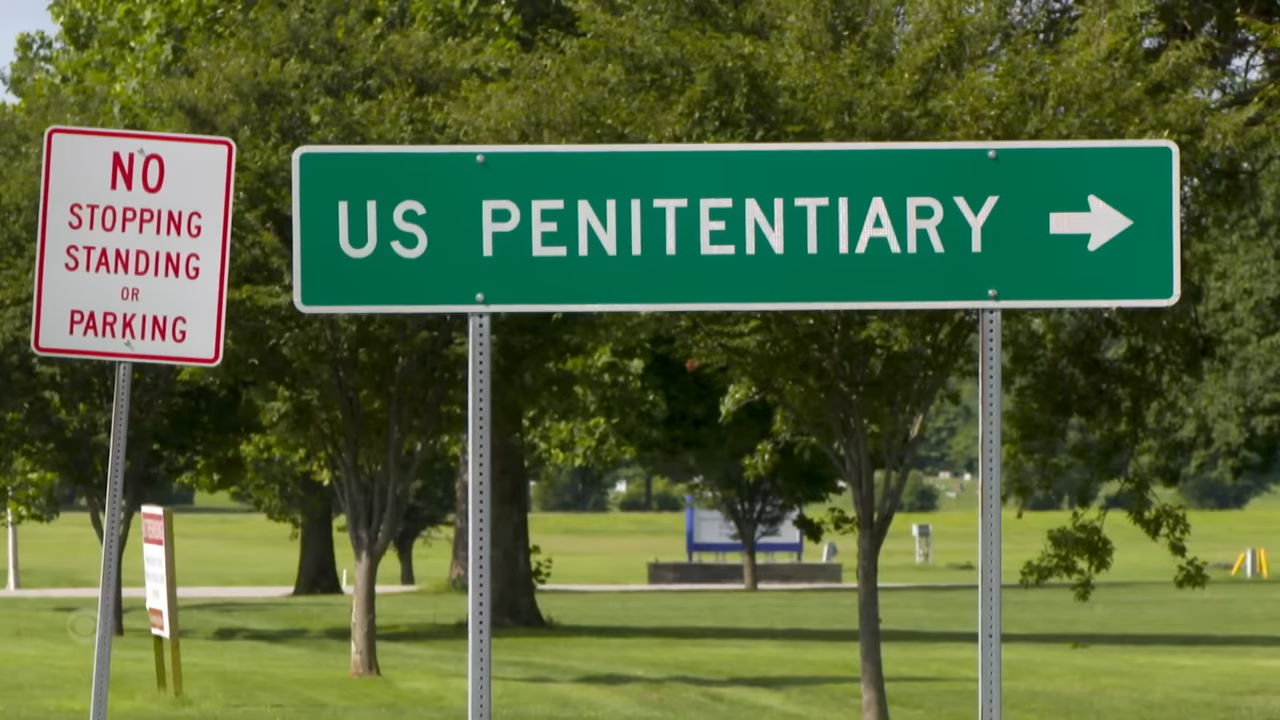 NO
STOPPING
STANDING
OR
PARKING
US PENITENTIARY